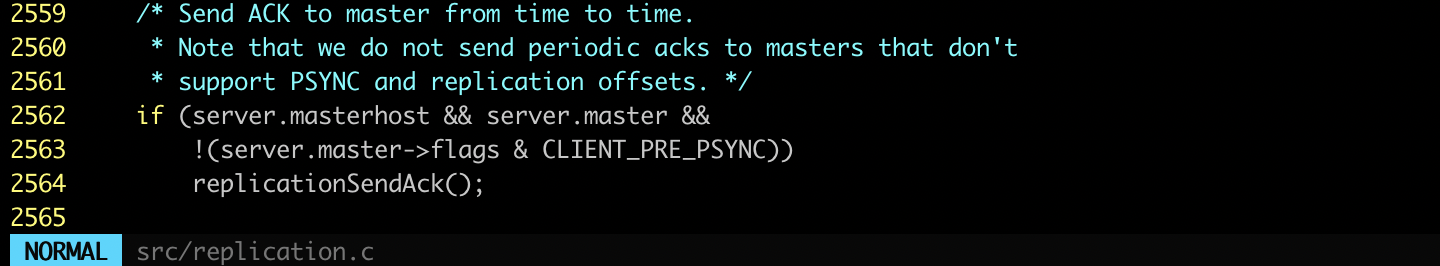 2559     /* Send ACK to master from time to time.
2560      * Note that we do not send periodic acks to masters that don't
2561      * support PSYNC and replication offsets. */
2562     if (server.masterhost && server.master &&
2563         !(server.master->flags & CLIENT_PRE_PSYNC))
2564         replicationSendAck();
2565
NORMAL src/replication.c